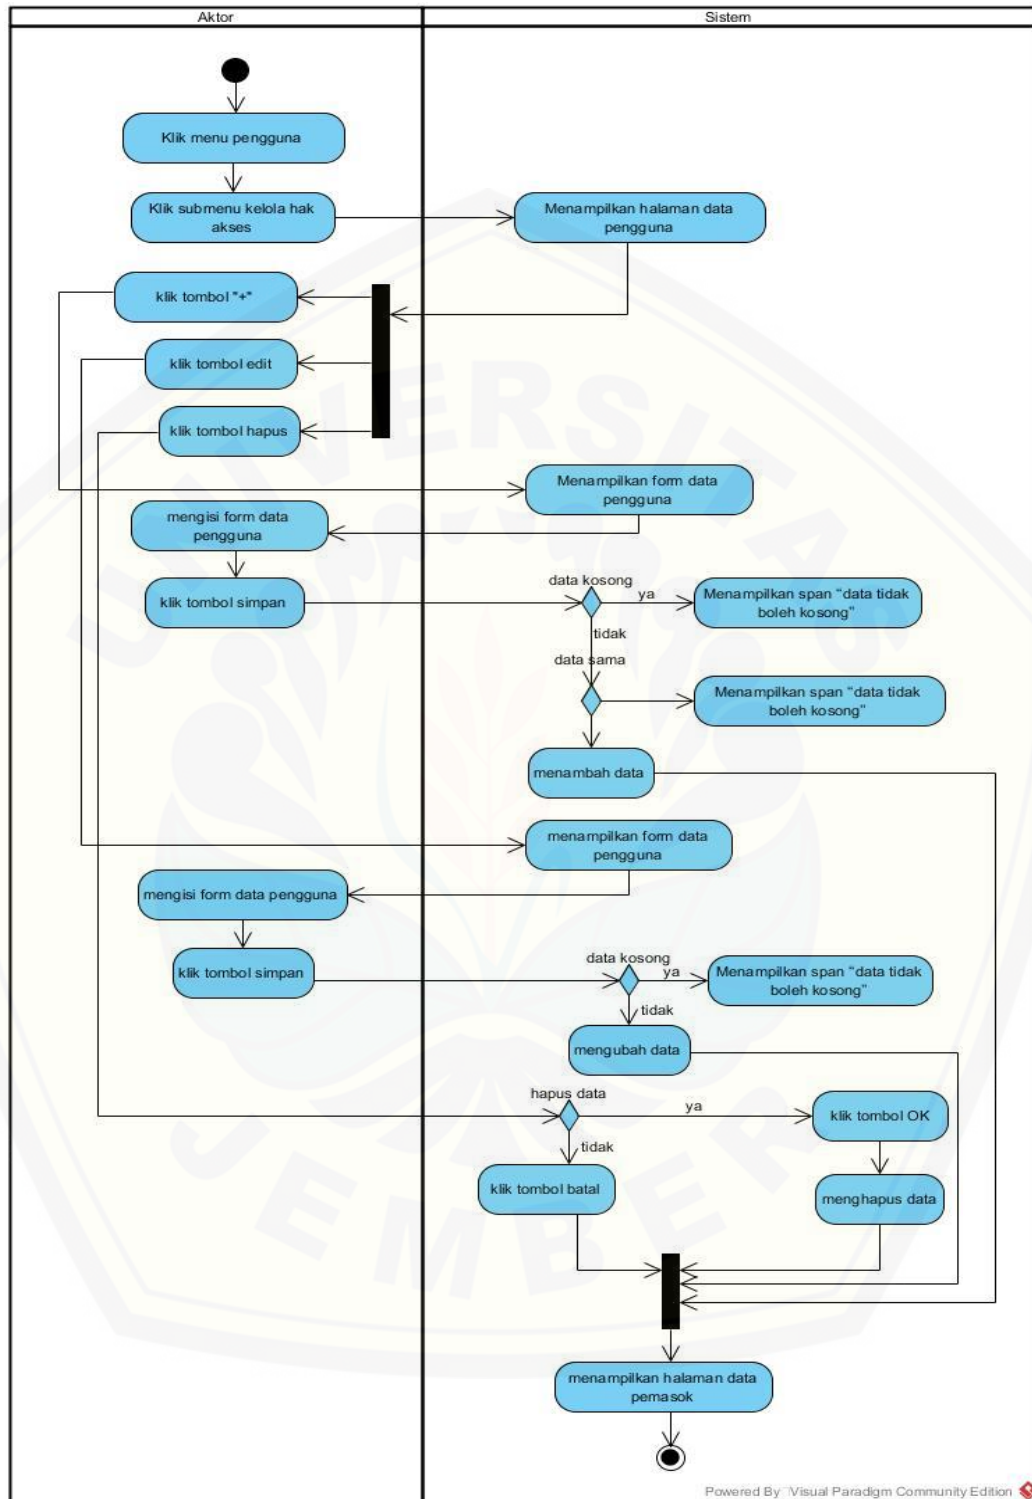 Aktor
Sistem
Klik menu pengguna
Klik submenu kelola hak
akses
Menampilkan halaman data
pengguna
klik tombol "+"
klik tombol edit
klik tombol hapus
Menampilkan form data
pengguna
mengisi form data
pengguna
klik tombol simpan
data kosong
ya
Menampilkan span “data tidak
boleh kosong”
tidak
data sama
Menampilkan span “data tidak
boleh kosong”
menambah data
menampilkan form data
pengguna
mengisi form data pengguna
klik tombol simpan
data kosong
ya
Menampilkan span “data tidak
boleh kosong”
tidak
mengubah data
hapus data
ya
klik tombol OK
tidak
klik tombol batal
menghapus data
menampilkan halaman data
pemasok
UNIVERSITAS
JEMBER
Powered By Visual Paradigm Community Edition